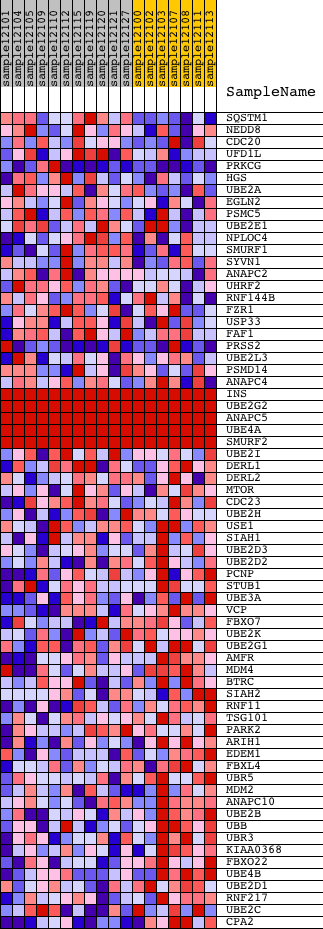 sample12101
sample12104
sample12105
sample12109
sample12110
sample12112
sample12115
sample12120
sample12127
sample12100
sample12102
sample12103
sample12107
sample12108
sample12111
SampleName
SQSTM1
NEDD8
CDC20
UFD1L
PRKCG
HGS
UBE2A
EGLN2
PSMC5
UBE2E1
NPLOC4
SMURF1
SYVN1
ANAPC2
UHRF2
RNF144B
FZR1
USP33
FAF1
PRSS2
UBE2L3
PSMD14
ANAPC4
INS
UBE2G2
ANAPC5
UBE4A
SMURF2
UBE2I
DERL1
DERL2
MTOR
CDC23
UBE2H
USE1
SIAH1
UBE2D3
UBE2D2
PCNP
STUB1
UBE3A
VCP
FBXO7
UBE2K
UBE2G1
AMFR
MDM4
BTRC
SIAH2
RNF11
TSG101
PARK2
ARIH1
EDEM1
FBXL4
UBR5
MDM2
ANAPC10
UBE2B
UBB
UBR3
KIAA0368
FBXO22
UBE4B
UBE2D1
RNF217
UBE2C
CPA2